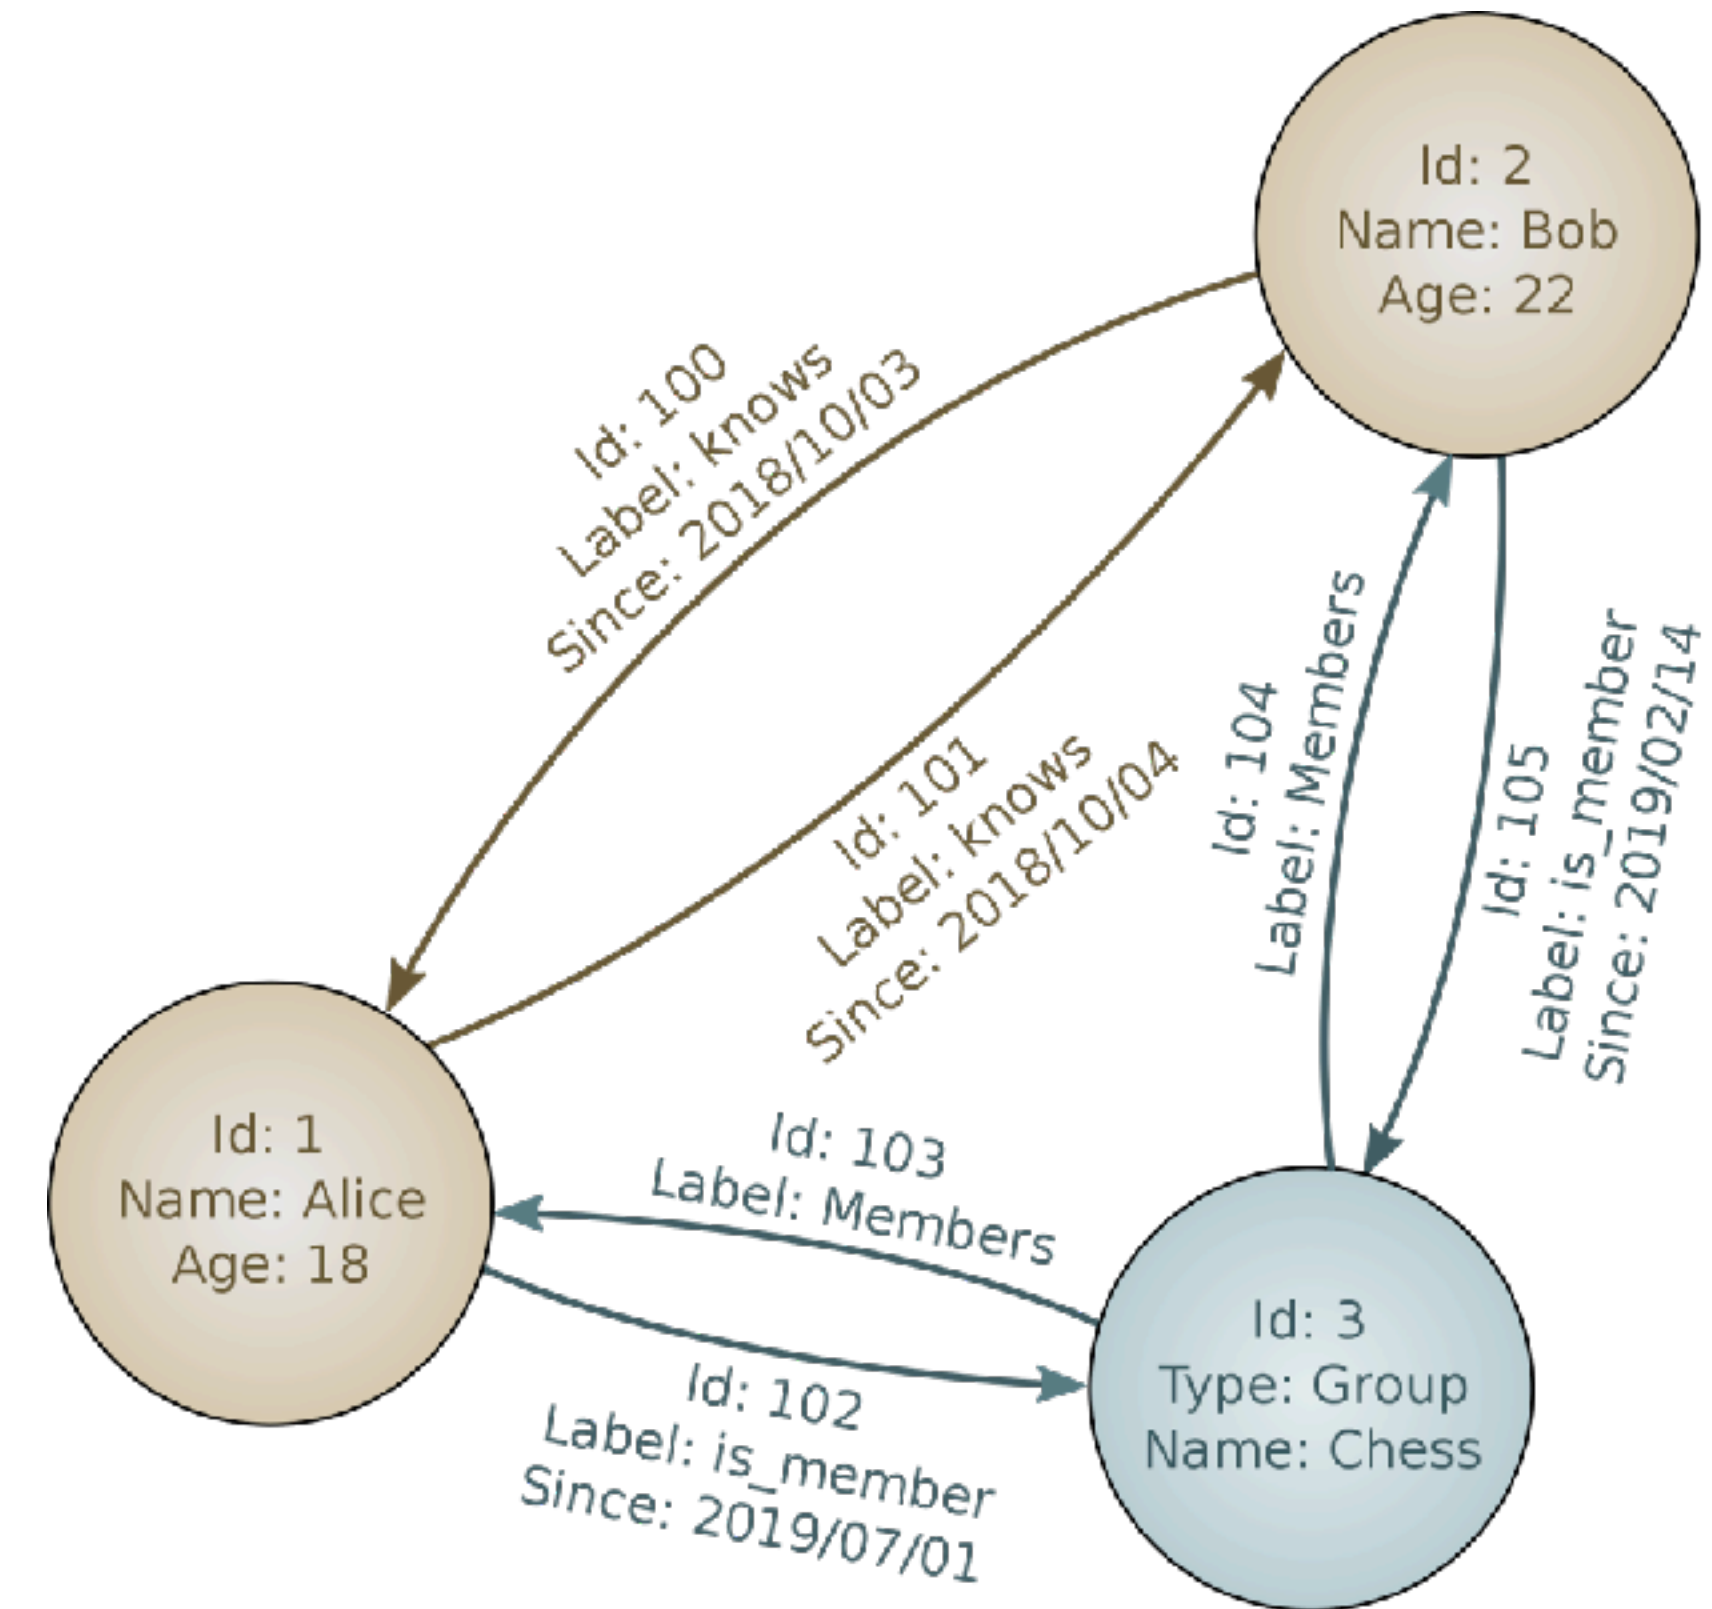 Id: 2
Name: Bob
Age: 22
Id: 100
Label: knows
Since: 2018/10/03
Id: 101
Label: knows
Since: 2018/10/04
Id: 104
Label: Members
Id: 105
Label: is_member
Since: 2019/02/14
Id: 1
Name: Alice
Age: 18
Id: 103
Label: Members
Id: 102
Label: is_member
Since: 2019/07/01
Id: 3
Type: Group
Name: Chess